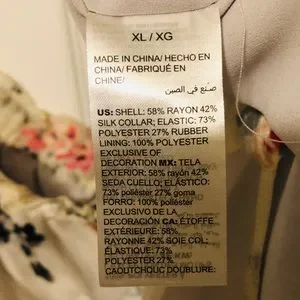 XL / XG
MADE IN
CHINA/ HECHO EN
CHINA/ FABRIQUÉ EN
CHINE/
صنع في الصين
US: SHELL: 58% RAYON 42%
SILK COLLAR; ELASTIC: 73%
POLYESTER 27% RUBBER
LINING: 100% POLYESTER
EXCLUSIVE OF
DECORATION MX: TELA
EXTERIOR: 58% rayón 42%
SEDA CUELLO; ELÁSTICO:
73% poliéster 27% goma
FORRO: 100% poliéster
EXCLUSIVO DE LA
DECORACIÓN CA: ÉTOFFE
EXTÉRIEURE: 58%
RAYONNE 42% SOIE COL;
ÉLASTIQUE: 73%
POLYESTER 27%
CAOUTCHOUC DOUBLURE: